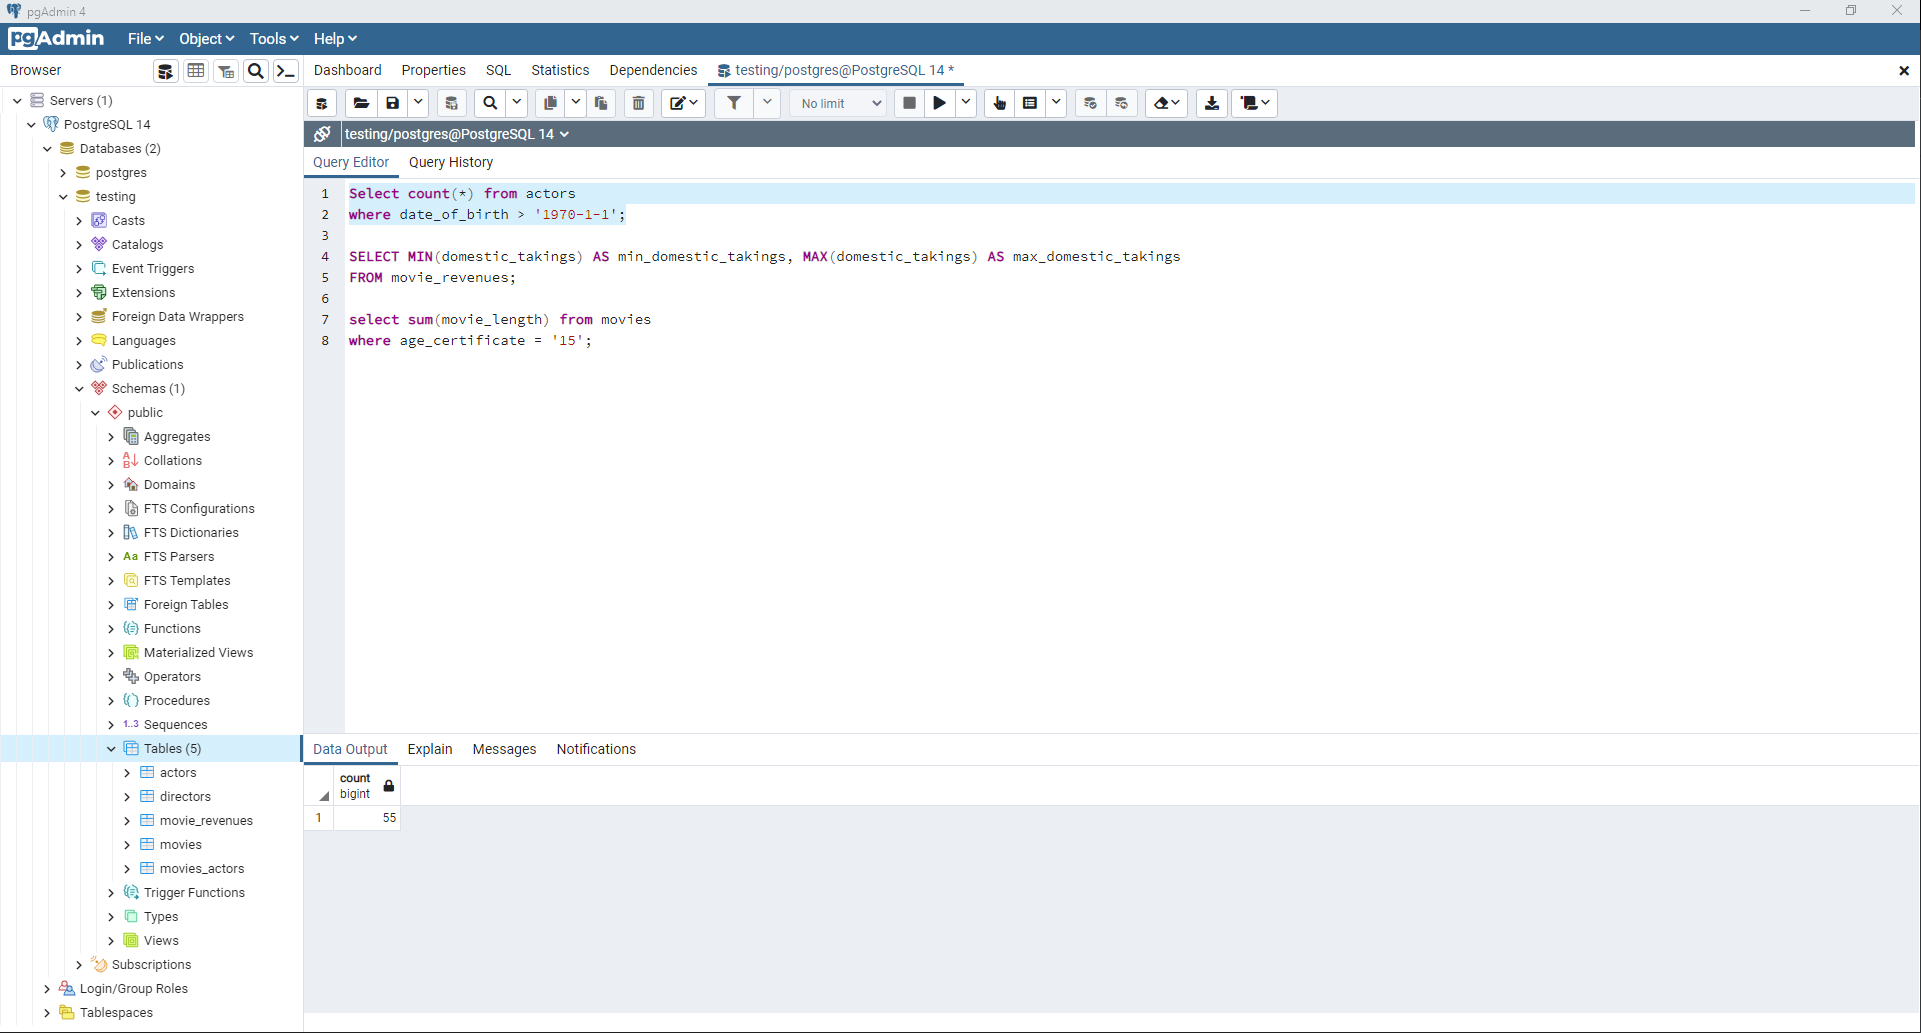 pgAdmin 4
pgAdmin File Object Tools Help
Browser
Dashboard Properties SQL Statistics Dependencies testing/postgres@PostgreSQL 14 *
Servers (1)
PostgreSQL 14
Databases (2)
postgres
testing
Casts
Catalogs
Event Triggers
Extensions
Foreign Data Wrappers
Languages
Publications
Schemas (1)
public
Aggregates
Collations
Domains
FTS Configurations
FTS Dictionaries
Aa FTS Parsers
FTS Templates
Foreign Tables
Functions
Materialized Views
Operators
Procedures
1..3 Sequences
Tables (5)
actors
directors
movie_revenues
movies
movies_actors
Trigger Functions
Types
Views
Subscriptions
Login/Group Roles
Tablespaces
No limit
testing/postgres@PostgreSQL 14
Query Editor Query History
1 Select count(*) from actors
2 where date_of_birth > '1970-1-1';
3
4 SELECT MIN(domestic_takings) AS min_domestic_takings, MAX(domestic_takings) AS max_domestic_takings
5 FROM movie_revenues;
6
7 select sum(movie_length) from movies
8 where age_certificate = '15';
Data Output Explain Messages Notifications
count
bigint
1 55